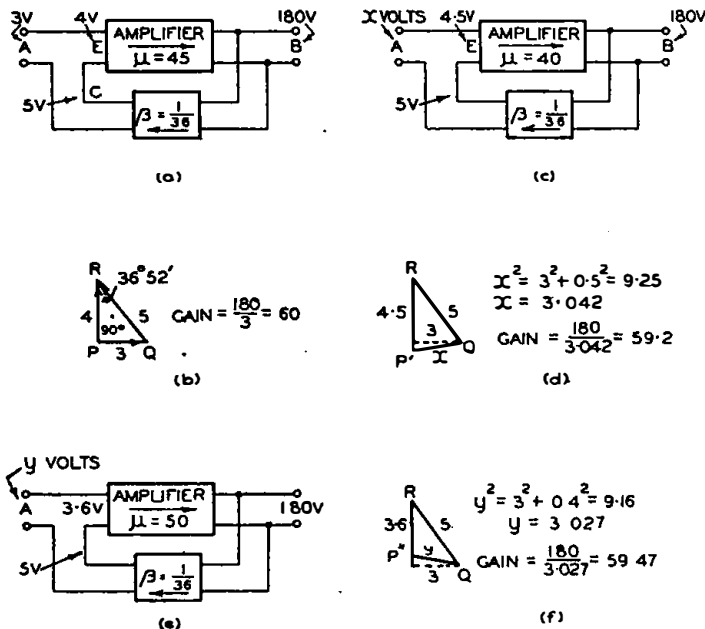 3V
A
4V
E
AMPLIFIER
μ = 45
180V
B
C
5V
β = 1/36
(a)
x VOLTS
A
4·5V
E
AMPLIFIER
μ = 40
180V
B
5V
β = 1/36
(c)
R
36°52′
4
5
90°
P
3
Q
GAIN = 180/3 = 60
(b)
R
4·5
5
3
P′
x
Q
x² = 3² + 0·5² = 9·25
x = 3·042
GAIN = 180/3·042 = 59·2
(d)
y VOLTS
A
3·6V
AMPLIFIER
μ = 50
180V
5V
β = 1/36
(e)
R
3·6
5
P″
y
3
Q
y² = 3² + 0 4² = 9·16
y = 3 027
GAIN = 180/3·027 = 59 47
(f)